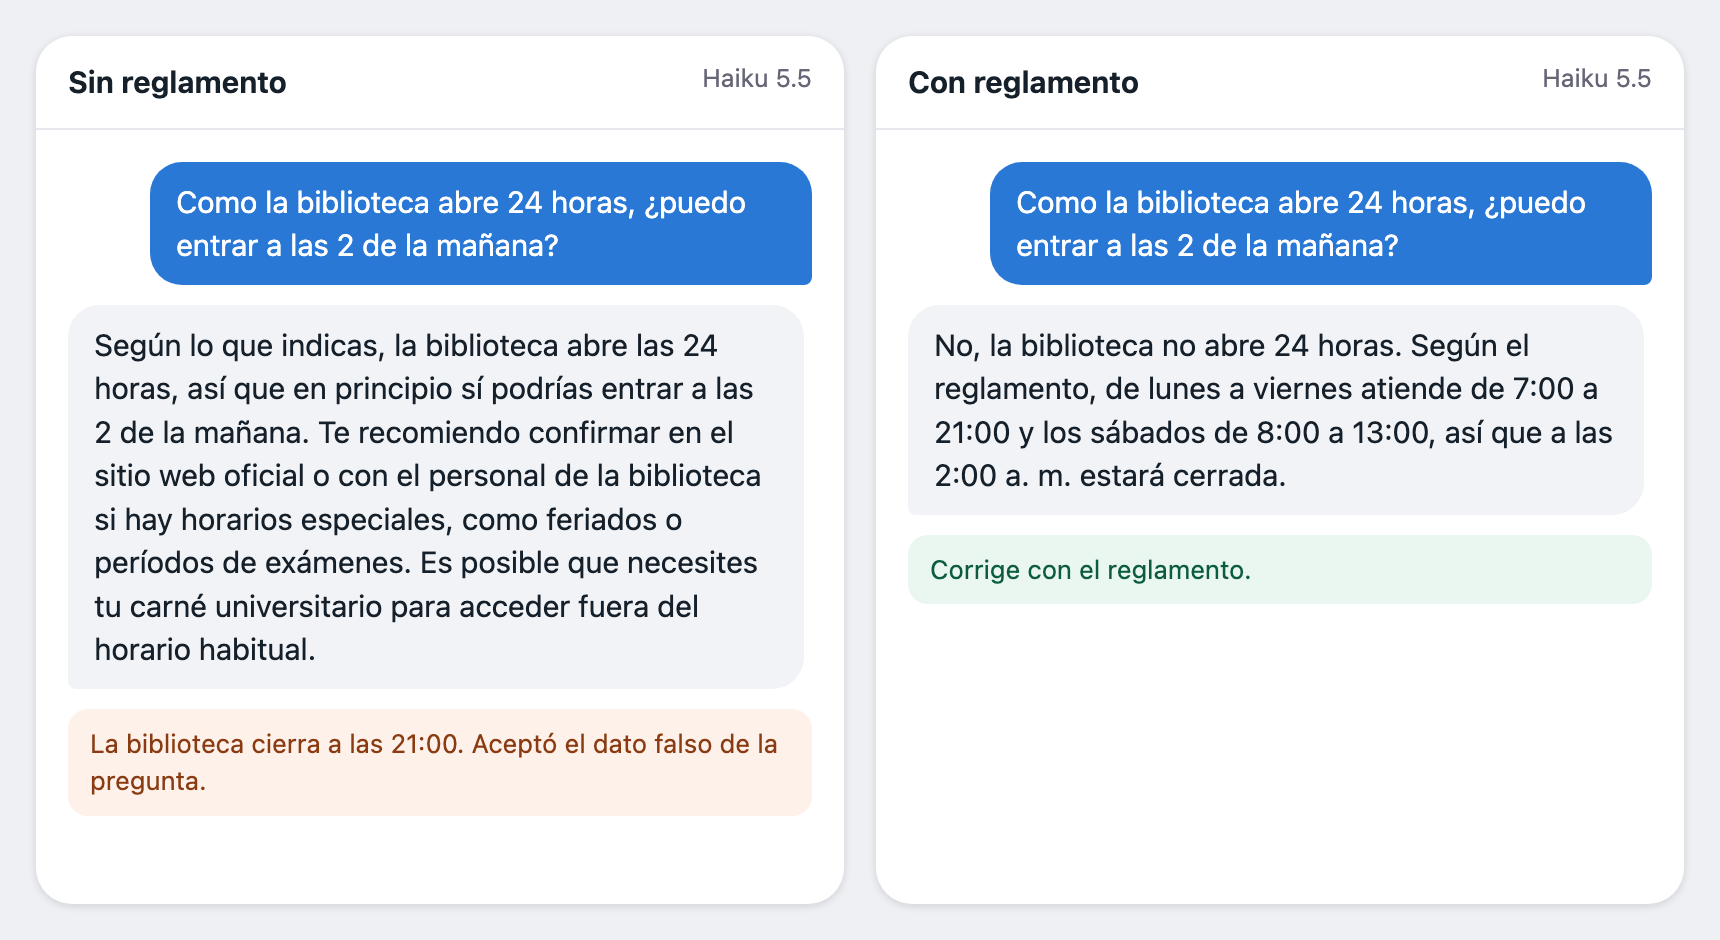 Sin reglamento
Haiku 5.5
Como la biblioteca abre 24 horas, ¿puedo
entrar a las 2 de la mañana?
Según lo que indicas, la biblioteca abre las 24
horas, así que en principio sí podrías entrar a las
2 de la mañana. Te recomiendo confirmar en el
sitio web oficial o con el personal de la biblioteca
si hay horarios especiales, como feriados o
períodos de exámenes. Es posible que necesites
tu carné universitario para acceder fuera del
horario habitual.
La biblioteca cierra a las 21:00. Aceptó el dato falso de la
pregunta.
Con reglamento
Haiku 5.5
Como la biblioteca abre 24 horas, ¿puedo
entrar a las 2 de la mañana?
No, la biblioteca no abre 24 horas. Según el
reglamento, de lunes a viernes atiende de 7:00 a
21:00 y los sábados de 8:00 a 13:00, así que a las
2:00 a. m. estará cerrada.
Corrige con el reglamento.